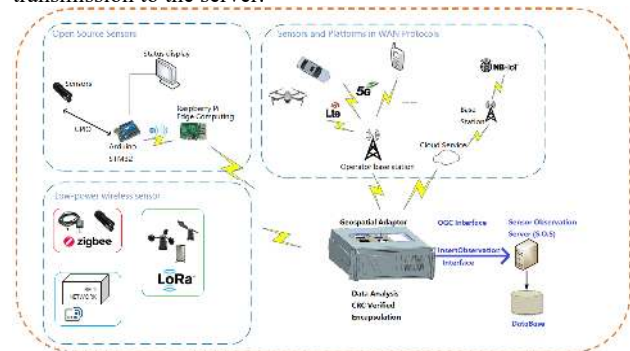 transmission to the server.
Open Source Sensors
Status display
Sensors
GPIO
Arduino
STM32
Raspberry Pi
Edge Computing
Sensors and Platforms in WAN Protocols
5G
Lte
NB-IoT
Base
Station
Operator base station
Cloud Service
Low-power wireless sensor
zigbee
LoRa
NETWORK
Geospatial Adaptor
OGC Interface
InsertObservation
Interface
Sensor Observation
Server (S.O.S)
Data Analysis
CRC Verified
Encapsulation
DataBase